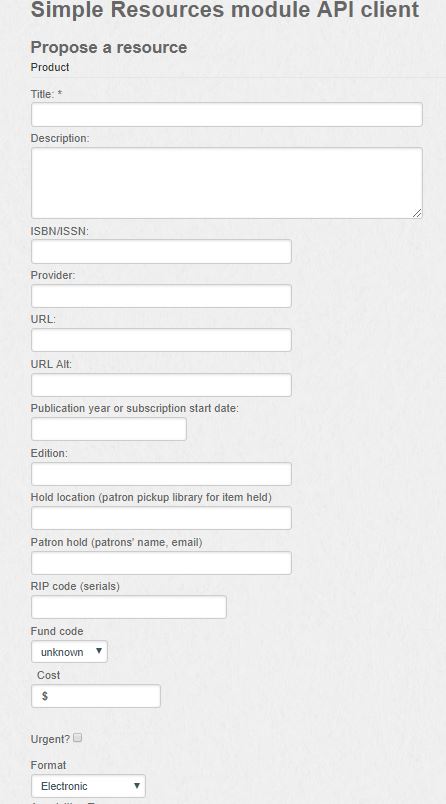 Simple Resources module API client
Propose a resource
Product
Title: *
Description:
ISBN/ISSN:
Provider:
URL:
URL Alt:
Publication year or subscription start date:
Edition:
Hold location (patron pickup library for item held)
Patron hold (patrons' name, email)
RIP code (serials)
Fund code
unknown
Cost
$
Urgent?
Format
Electronic